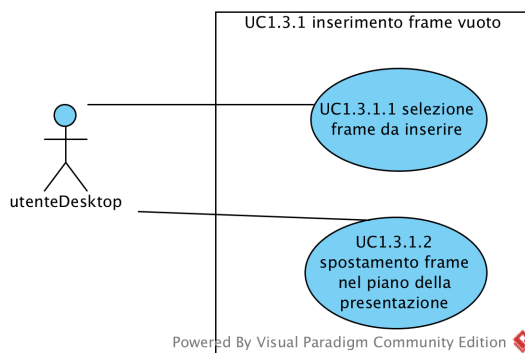 UC1.3.1 inserimento frame vuoto
UC1.3.1.1 selezione
frame da inserire
utenteDesktop
UC1.3.1.2
spostamento frame
nel piano della
presentazione
Powered By Visual Paradigm Community Edition